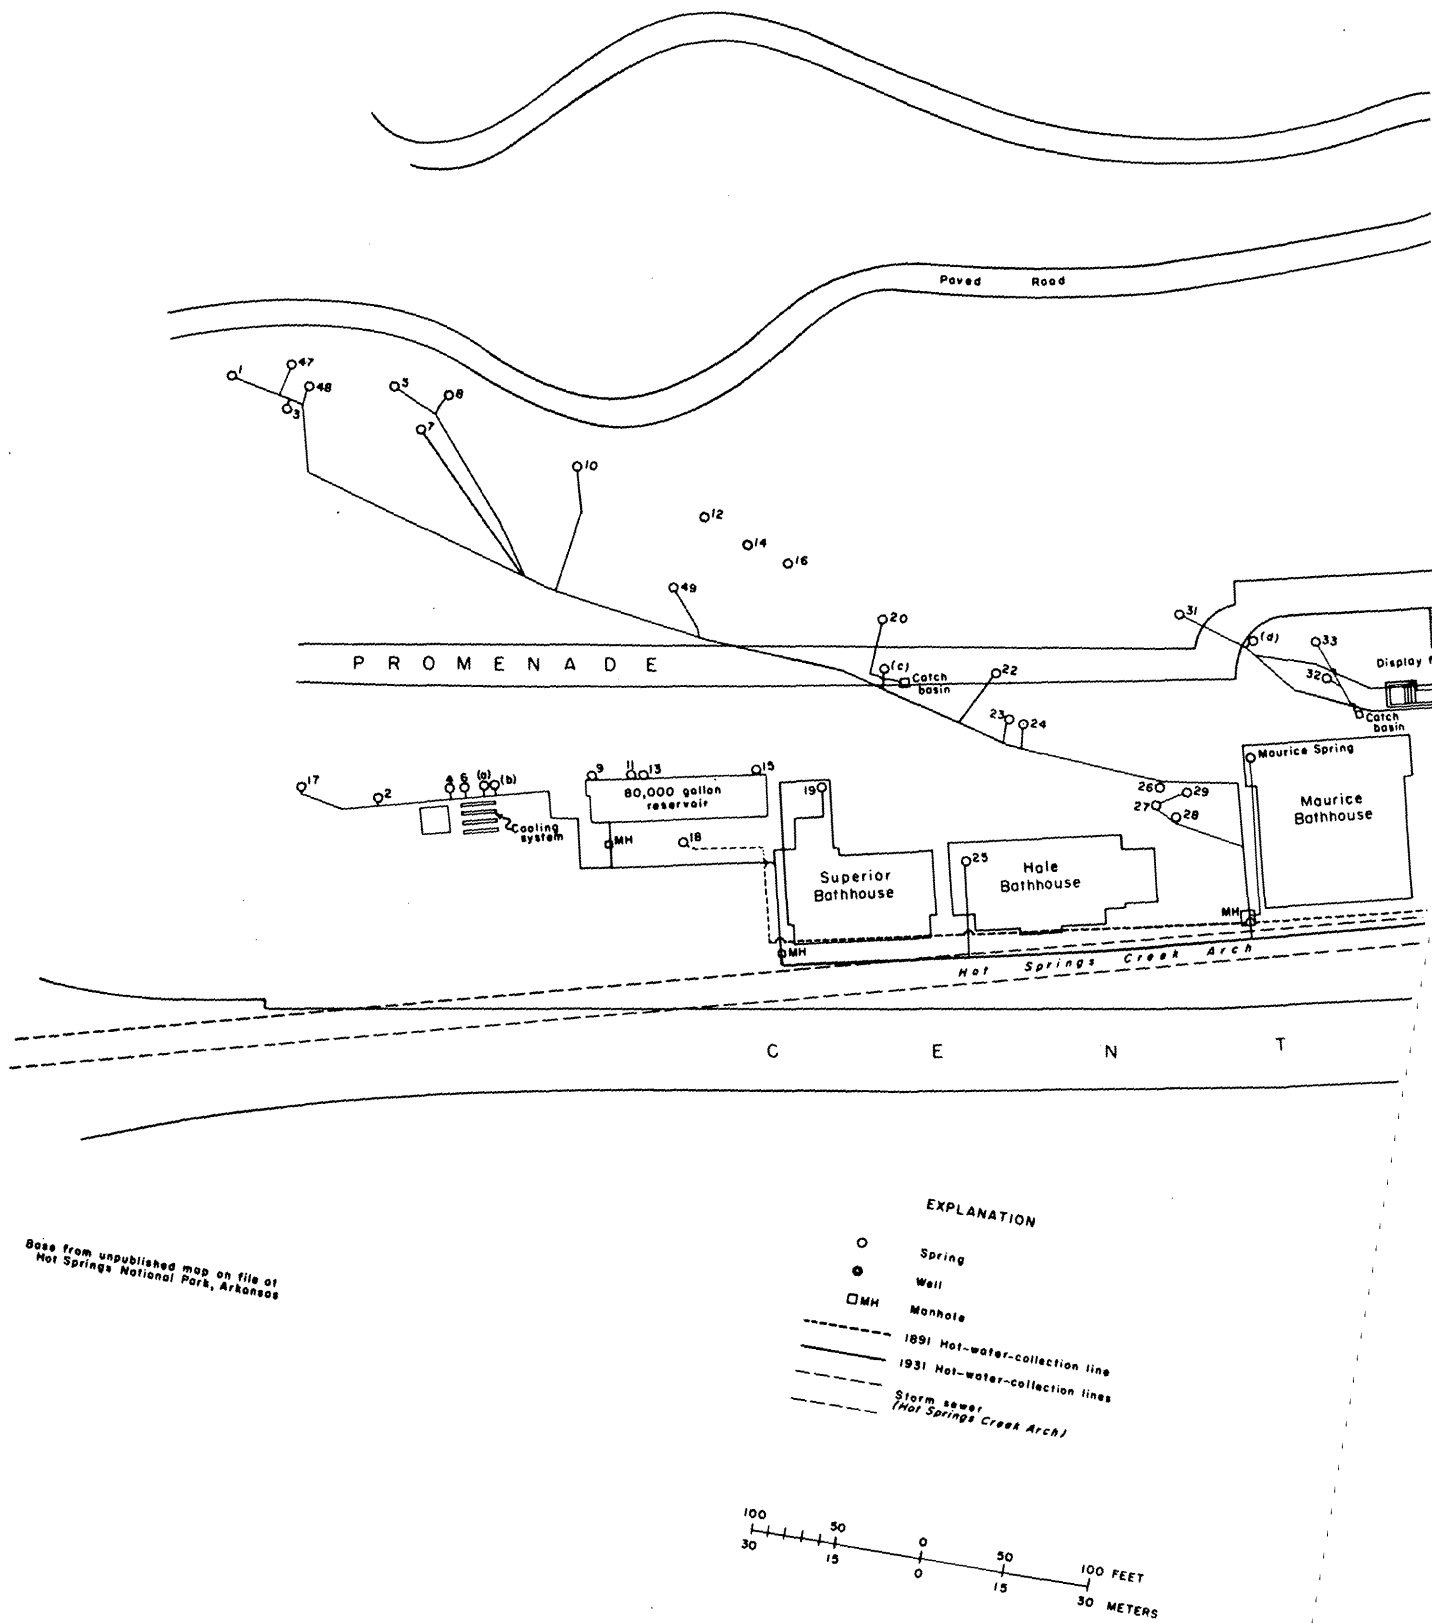 Paved Road
1
47
48
3
5
8
7
10
12
14
16
49
20
31
(d)
33
32
Display f
PROMENADE
(c)
Catch
basin
22
23
24
Catch
basin
Maurice Spring
17
2
4
6
(a)
(b)
Cooling
system
9
11
13
15
80,000 gallon
reservoir
MH
18
19
26
29
27
28
Maurice
Bathhouse
Superior
Bathhouse
25
Hale
Bathhouse
MH
MH
Hot Springs Creek Arch
C E N T
EXPLANATION
Spring
Well
MH Manhole
1891 Hot-water-collection line
1931 Hot-water-collection lines
Storm sewer
(Hot Springs Creek Arch)
Base from unpublished map on file at
Hot Springs National Park, Arkansas
100 50 0 50 100 FEET
30 15 0 15 30 METERS